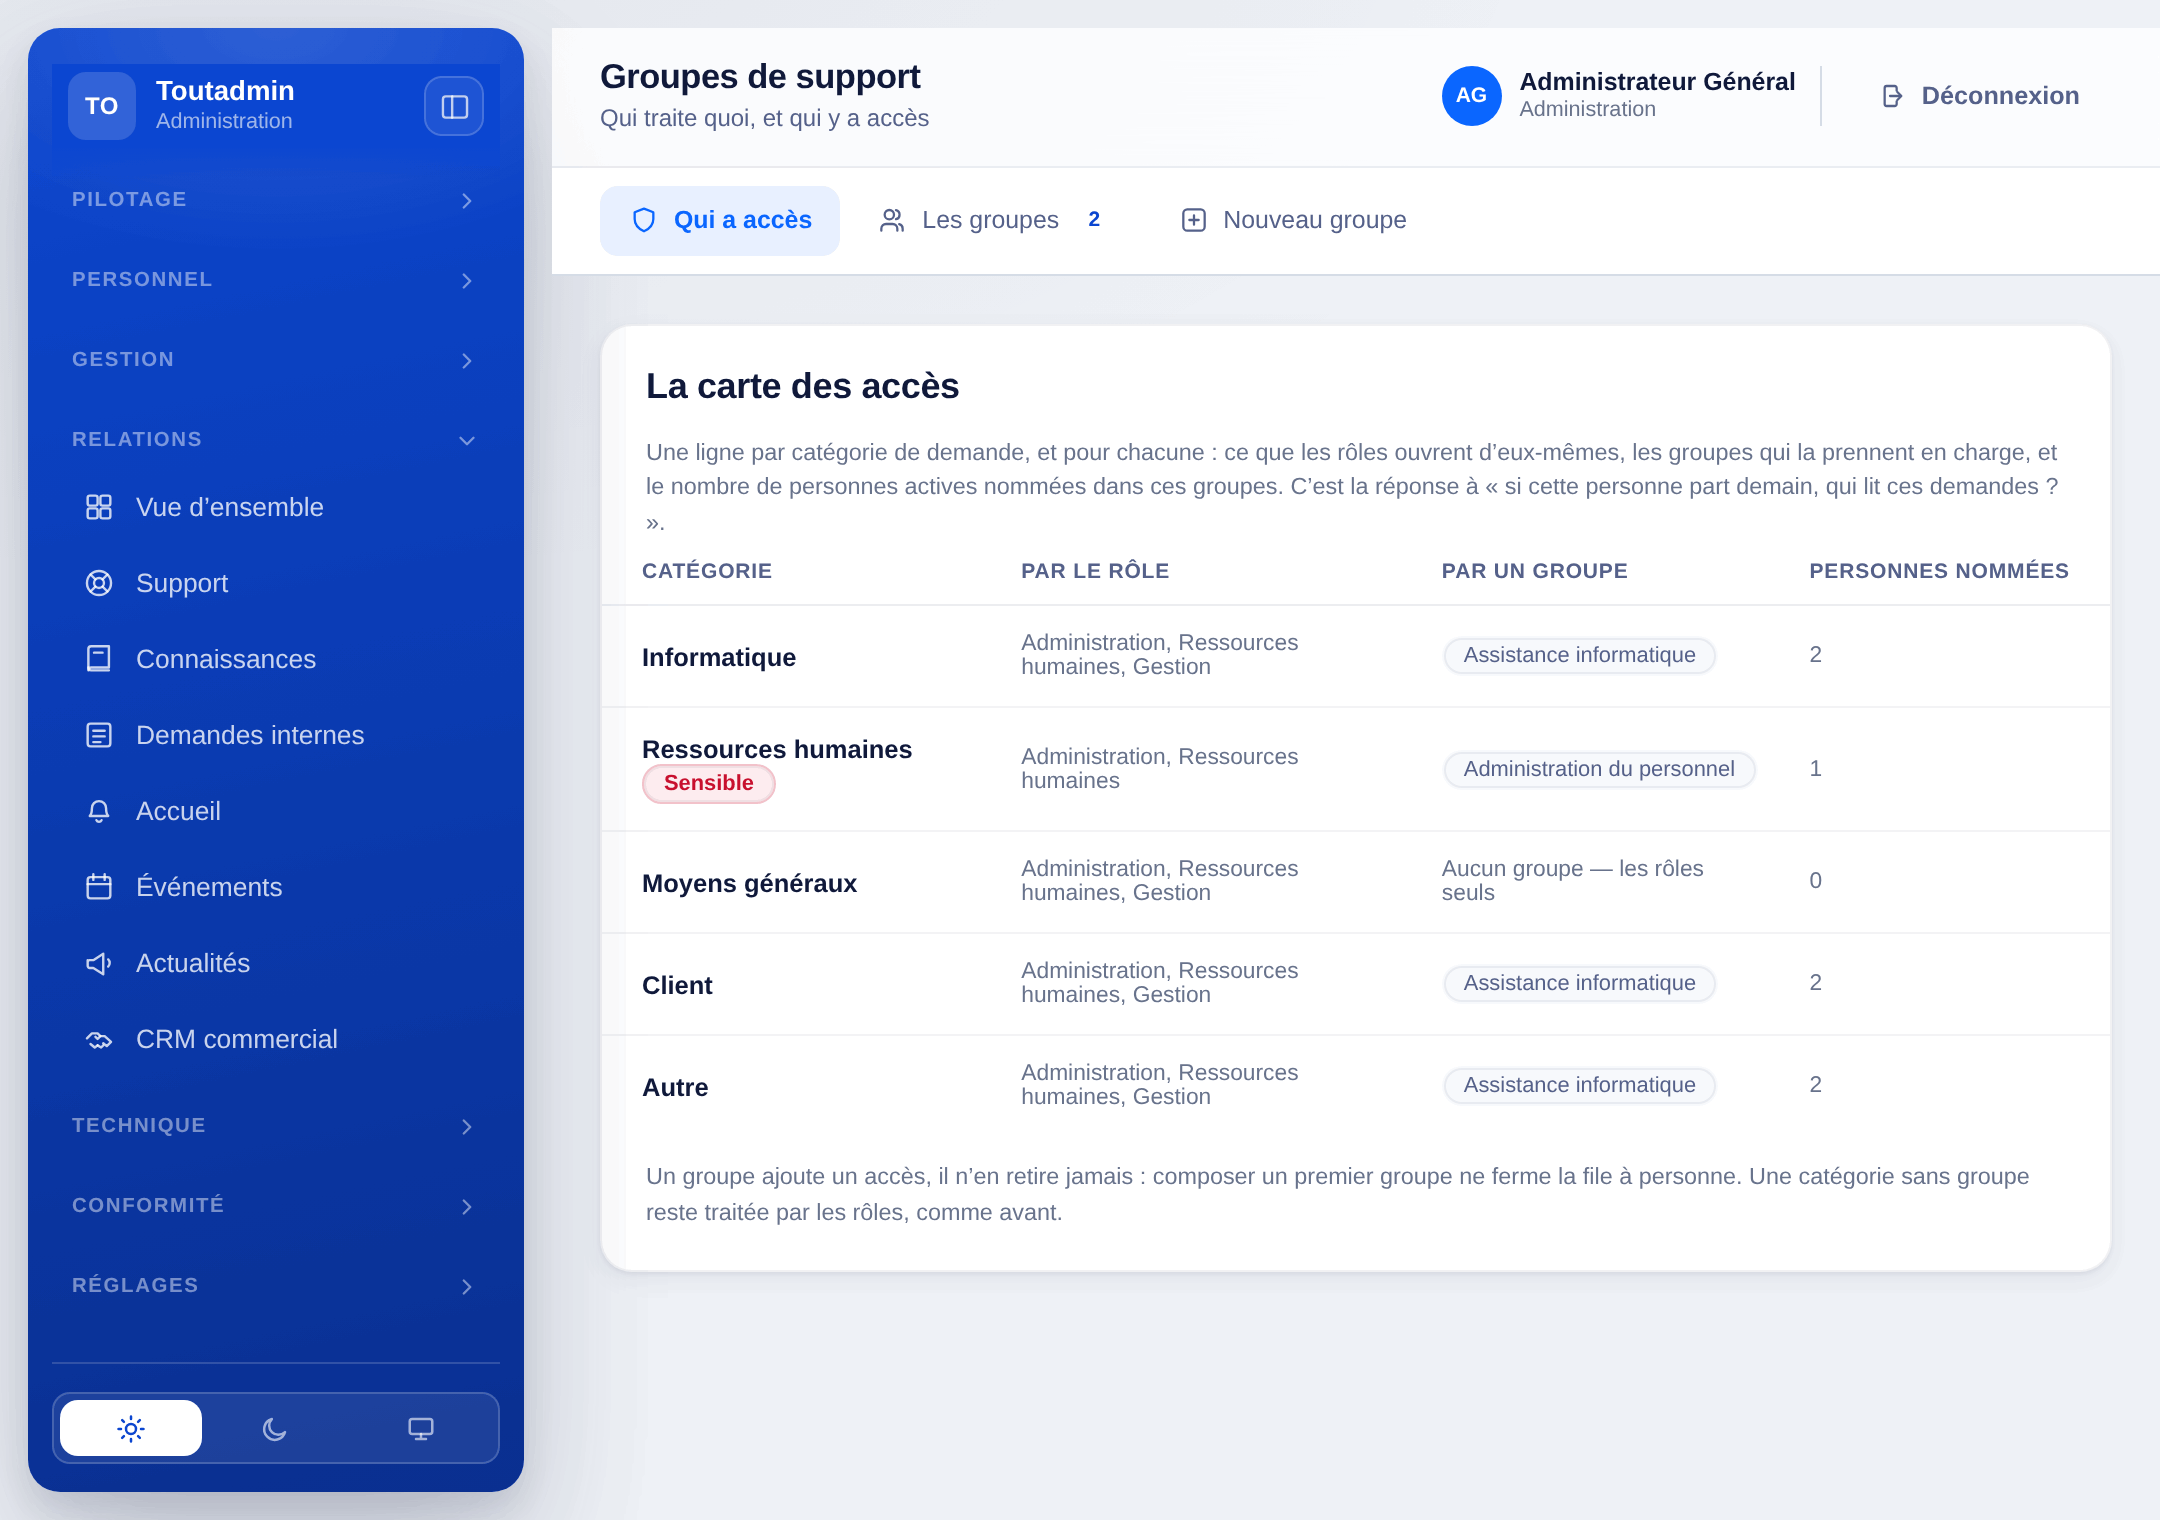 TO
Toutadmin
Administration
PILOTAGE
PERSONNEL
GESTION
RELATIONS
Vue d’ensemble
Support
Connaissances
Demandes internes
Accueil
Événements
Actualités
CRM commercial
TECHNIQUE
CONFORMITÉ
RÉGLAGES
Groupes de support
Qui traite quoi, et qui y a accès
AG
Administrateur Général
Administration
Déconnexion
Qui a accès
Les groupes 2
Nouveau groupe
La carte des accès
Une ligne par catégorie de demande, et pour chacune : ce que les rôles ouvrent d’eux-mêmes, les groupes qui la prennent en charge, et
le nombre de personnes actives nommées dans ces groupes. C’est la réponse à « si cette personne part demain, qui lit ces demandes ?
».
CATÉGORIE PAR LE RÔLE PAR UN GROUPE PERSONNES NOMMÉES
Informatique
Administration, Ressources
humaines, Gestion
Assistance informatique
2
Ressources humaines
Sensible
Administration, Ressources
humaines
Administration du personnel
1
Moyens généraux
Administration, Ressources
humaines, Gestion
Aucun groupe — les rôles
seuls
0
Client
Administration, Ressources
humaines, Gestion
Assistance informatique
2
Autre
Administration, Ressources
humaines, Gestion
Assistance informatique
2
Un groupe ajoute un accès, il n’en retire jamais : composer un premier groupe ne ferme la file à personne. Une catégorie sans groupe
reste traitée par les rôles, comme avant.